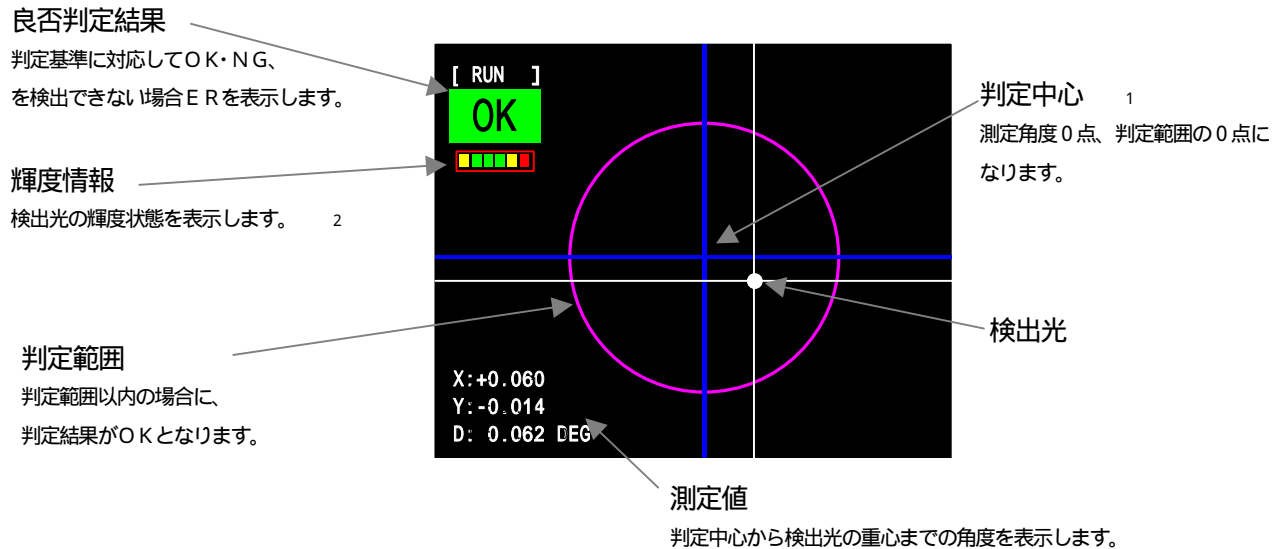 良否判定結果
判定基準に対応してOK・NG、
を検出できない場合ERを表示します。
輝度情報
検出光の輝度状態を表示します。 2
判定範囲
判定範囲以内の場合に、
判定結果がOKとなります。
[ RUN ]
OK
X:+0.060
Y:-0.014
D: 0.062 DEG
判定中心 1
測定角度0点、判定範囲の0点に
なります。
検出光
測定値
判定中心から検出光の重心までの角度を表示します。